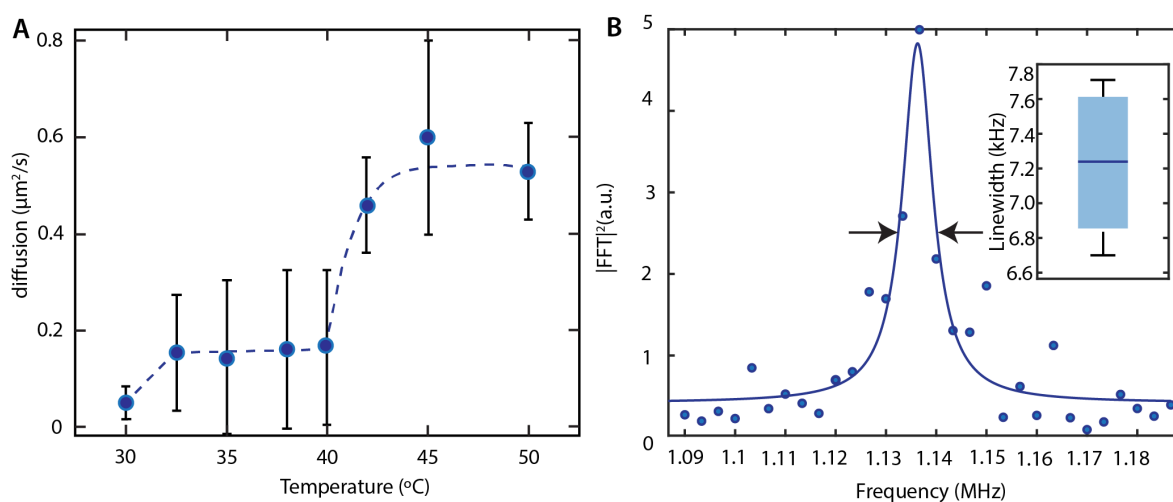 A
0.8
0.6
0.4
0.2
0
diffusion (µm²/s)
30 35 40 45 50
Temperature (ºC)
B
5
4
3
2
1
0
|FFT|²(a.u.)
1.09 1.1 1.11 1.12 1.13 1.14 1.15 1.16 1.17 1.18
Frequency (MHz)
7.8
7.6
7.4
7.2
7.0
6.8
6.6
Linewidth (kHz)